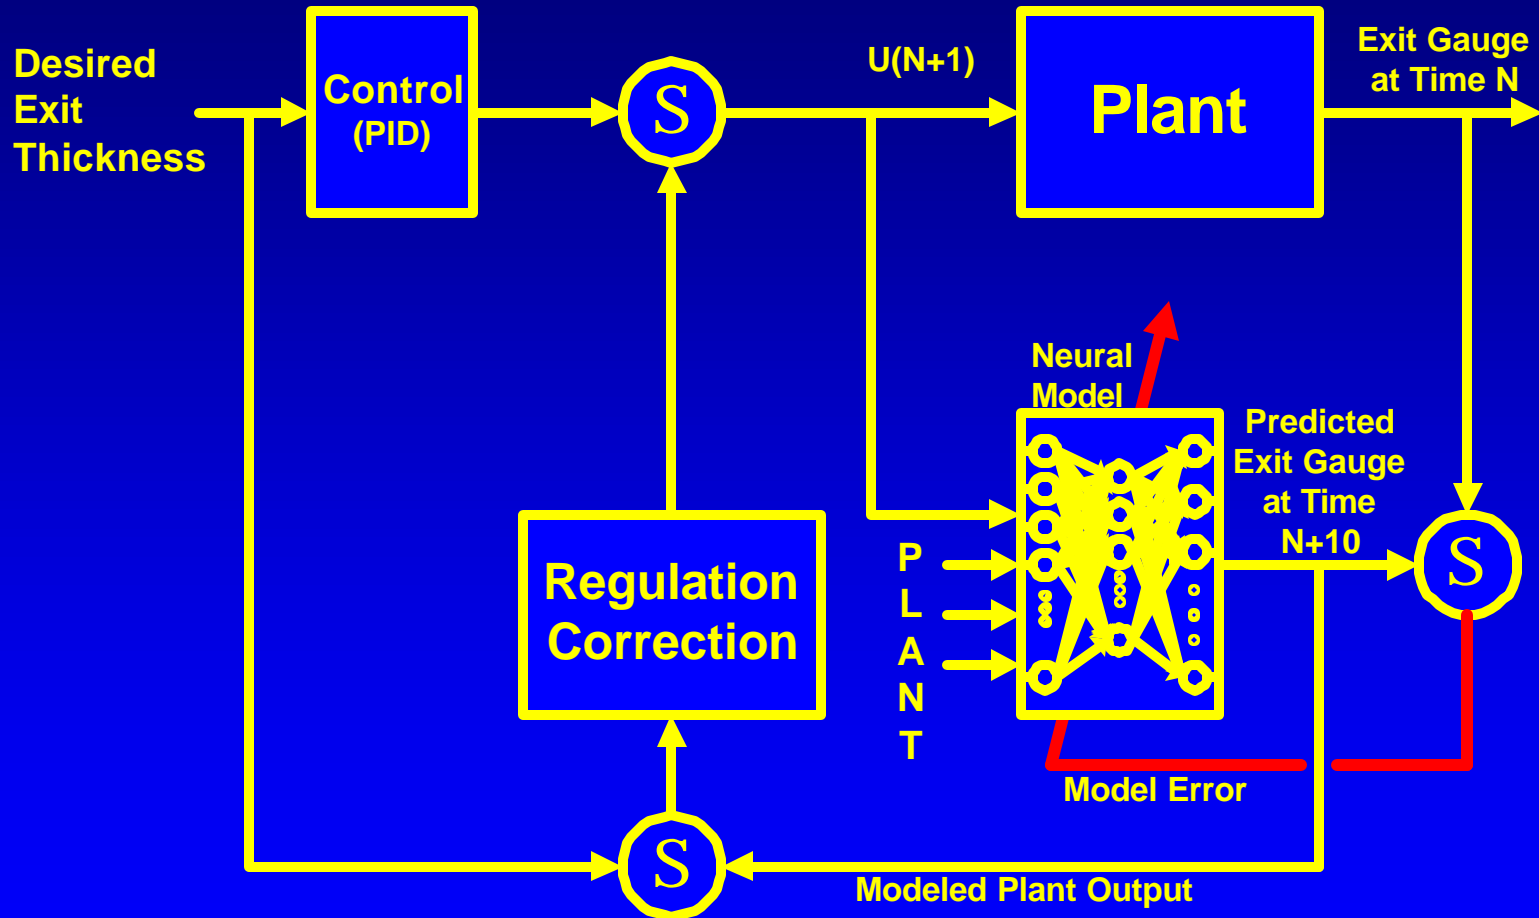 Desired
Exit
Thickness
Control
(PID)
S
U(N+1)
Plant
Exit Gauge
at Time N
Neural
Model
Predicted
Exit Gauge
at Time
N+10
S
Regulation
Correction
P
L
A
N
T
Model Error
S
Modeled Plant Output